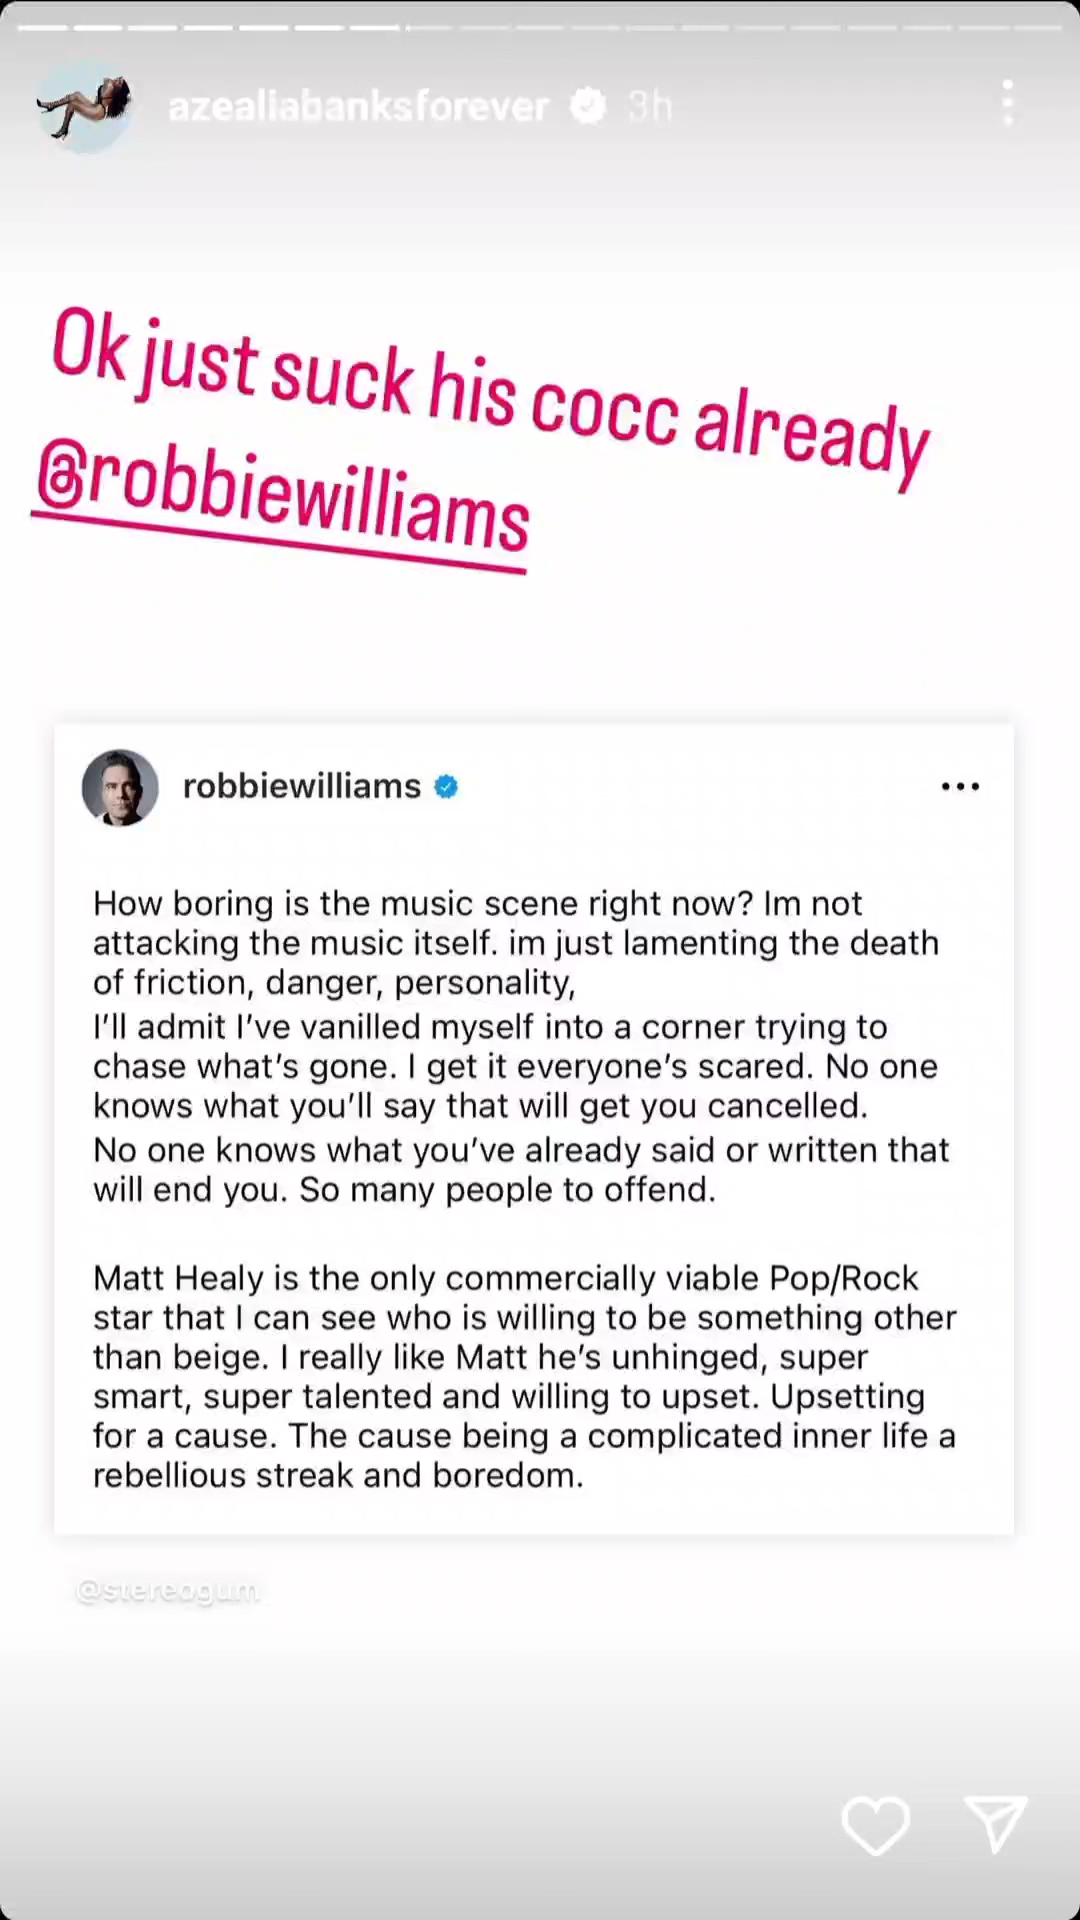 azealiabanksforever 3h
Ok just suck his cocc already
@robbiewilliams
robbiewilliams
How boring is the music scene right now? Im not
attacking the music itself. im just lamenting the death
of friction, danger, personality,
I'll admit I've vanilled myself into a corner trying to
chase what's gone. I get it everyone's scared. No one
knows what you'll say that will get you cancelled.
No one knows what you've already said or written that
will end you. So many people to offend.
Matt Healy is the only commercially viable Pop/Rock
star that I can see who is willing to be something other
than beige. I really like Matt he's unhinged, super
smart, super talented and willing to upset. Upsetting
for a cause. The cause being a complicated inner life a
rebellious streak and boredom.
@stereogum